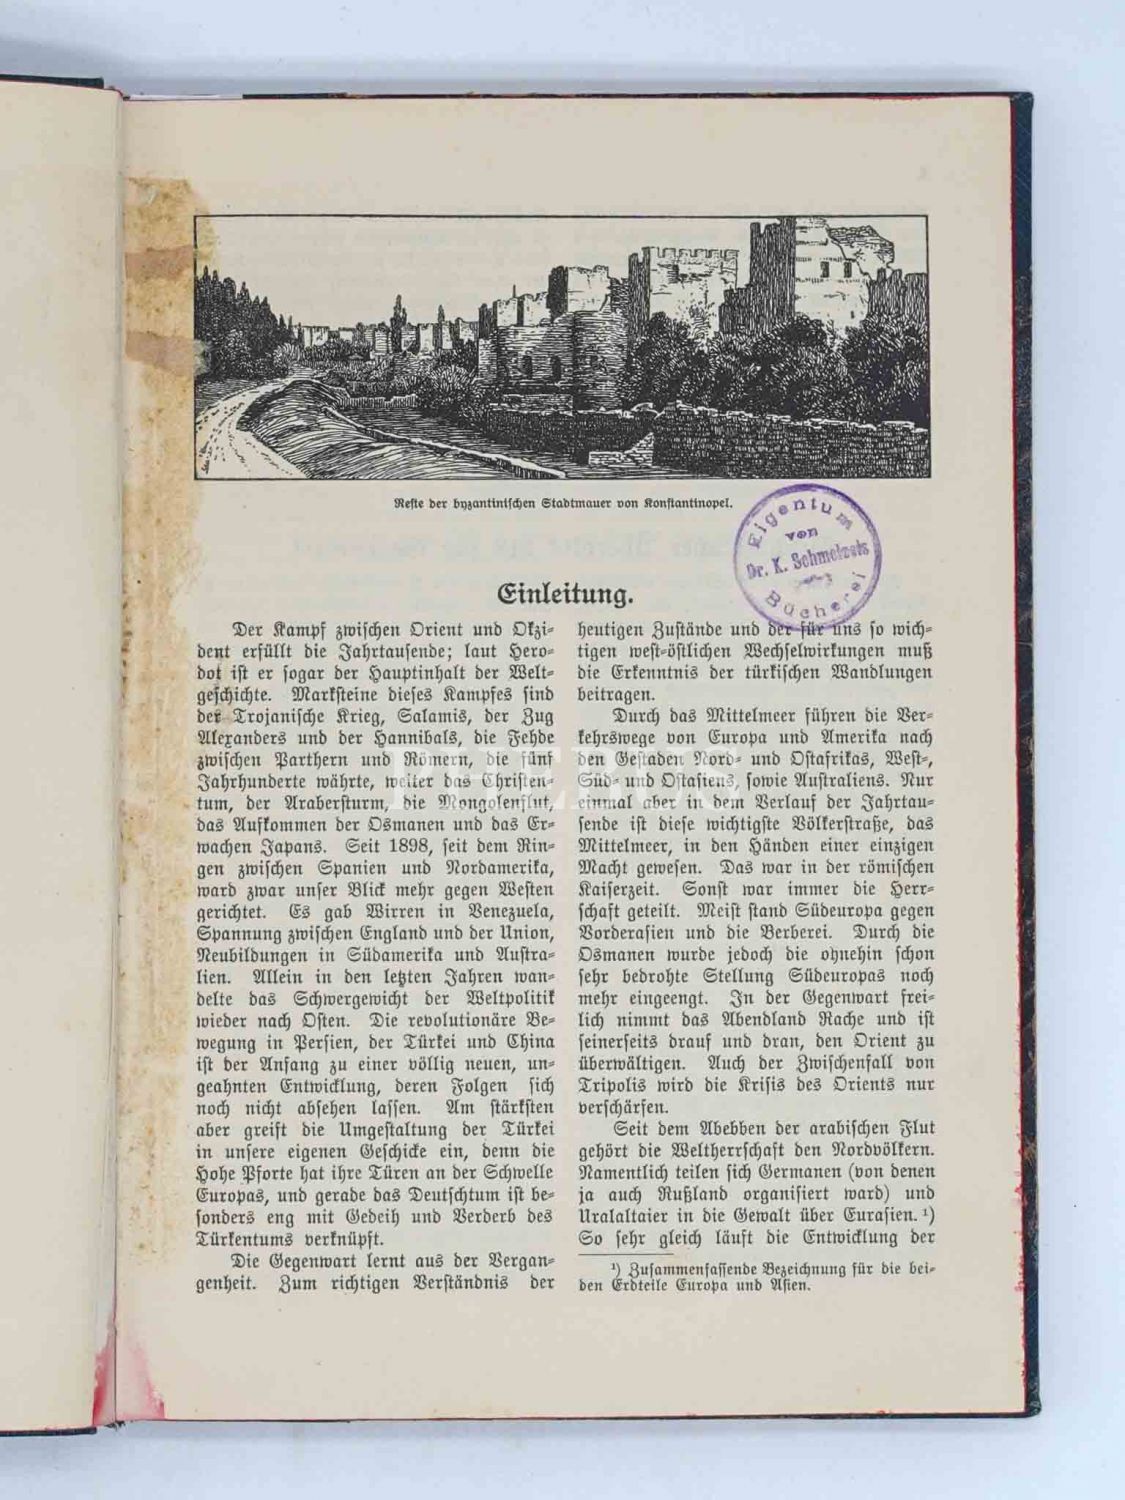 Reste der byzantinischen Stadtmauer von Konstantinopel.
Eigentum
von
Dr. K. Schmelzels
Bücherei
Einleitung.
Der Kampf zwischen Orient und Okzi-
dent erfüllt die Jahrtausende; laut Hero-
dot ist er sogar der Hauptinhalt der Welt-
geschichte. Marksteine dieses Kampfes sind
der Trojanische Krieg, Salamis, der Zug
Alexanders und der Hannibals, die Fehde
zwischen Parthern und Römern, die fünf
Jahrhunderte währte, weiter das Christen-
tum, der Arabersturm, die Mongolenflut,
das Aufkommen der Osmanen und das Er-
wachen Japans. Seit 1898, seit dem Rin-
gen zwischen Spanien und Nordamerika,
ward zwar unser Blick mehr gegen Westen
gerichtet. Es gab Wirren in Venezuela,
Spannung zwischen England und der Union,
Neubildungen in Südamerika und Austra-
lien. Allein in den letzten Jahren wan-
delte das Schwergewicht der Weltpolitik
wieder nach Osten. Die revolutionäre Be-
wegung in Persien, der Türkei und China
ist der Anfang zu einer völlig neuen, un-
geahnten Entwicklung, deren Folgen sich
noch nicht absehen lassen. Am stärksten
aber greift die Umgestaltung der Türkei
in unsere eigenen Geschicke ein, denn die
Hohe Pforte hat ihre Türen an der Schwelle
Europas, und gerade das Deutschtum ist be-
sonders eng mit Gedeih und Verderb des
Türkentums verknüpft.
Die Gegenwart lernt aus der Vergan-
genheit. Zum richtigen Verständnis der
heutigen Zustände und der für uns so wich-
tigen west-östlichen Wechselwirkungen muß
die Erkenntnis der türkischen Wandlungen
beitragen.
Durch das Mittelmeer führen die Ver-
kehrswege von Europa und Amerika nach
den Gestaden Nord- und Ostafrikas, West-,
Süd- und Ostasiens, sowie Australiens. Nur
einmal aber in dem Verlauf der Jahrtau-
sende ist diese wichtigste Völkerstraße, das
Mittelmeer, in den Händen einer einzigen
Macht gewesen. Das war in der römischen
Kaiserzeit. Sonst war immer die Herr-
schaft geteilt. Meist stand Südeuropa gegen
Vorderasien und die Berberei. Durch die
Osmanen wurde jedoch die ohnehin schon
sehr bedrohte Stellung Südeuropas noch
mehr eingeengt. In der Gegenwart frei-
lich nimmt das Abendland Rache und ist
seinerseits drauf und dran, den Orient zu
überwältigen. Auch der Zwischenfall von
Tripolis wird die Krisis des Orients nur
verschärfen.
Seit dem Abebben der arabischen Flut
gehört die Weltherrschaft den Nordvölkern.
Namentlich teilen sich Germanen (von denen
ja auch Rußland organisiert ward) und
Uralaltaier in die Gewalt über Eurasien.¹)
So sehr gleich läuft die Entwicklung der
¹) Zusammenfassende Bezeichnung für die bei-
den Erdteile Europa und Asien.
PHEBUS